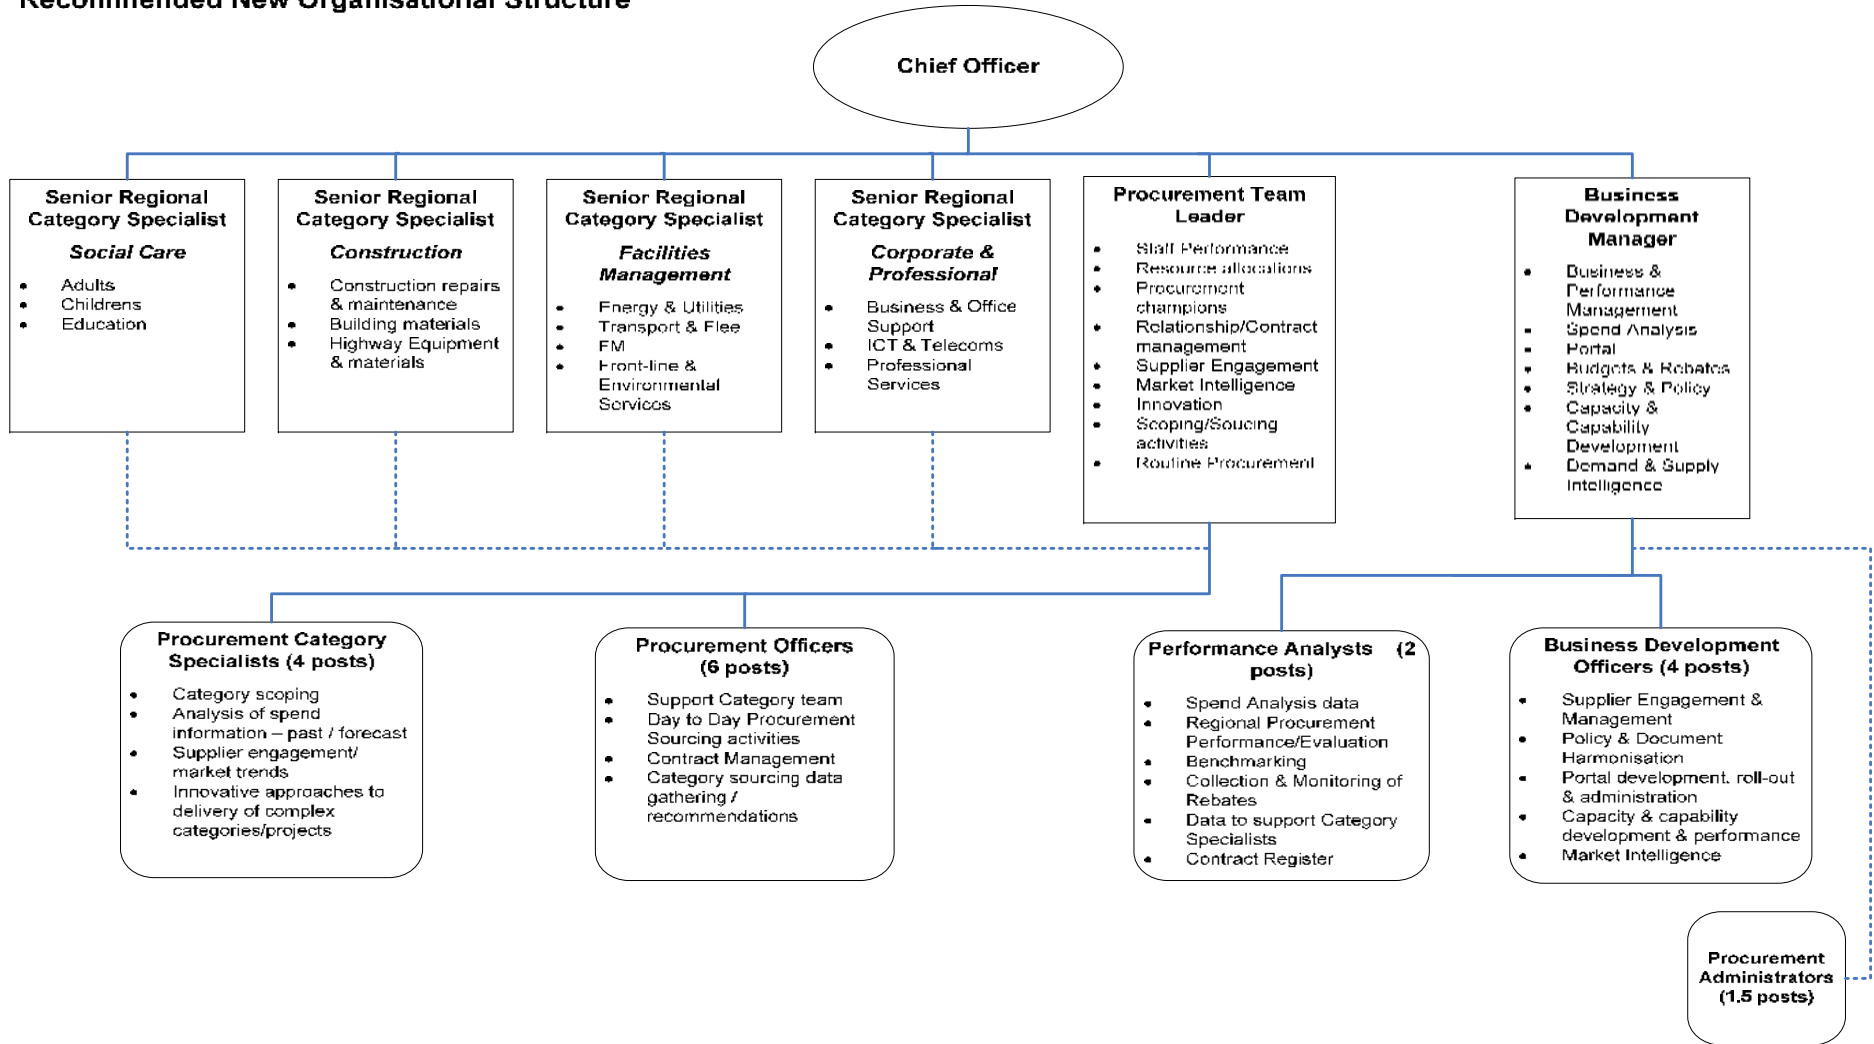 Recommended New Organisational Structure
Chief Officer
Senior Regional
Category Specialist
Social Care
• Adults
• Childrens
• Education
Senior Regional
Category Specialist
Construction
• Construction repairs
& maintenance
• Building materials
• Highway Equipment
& materials
Senior Regional
Category Specialist
Facilities
Management
• Energy & Utilities
• Transport & Flee
• FM
• Front-line &
Environmental
Services
Senior Regional
Category Specialist
Corporate &
Professional
• Business & Office
Support
• ICT & Telecoms
• Professional
Services
Procurement Team
Leader
• Staff Performance
• Resource allocations
• Procurement
champions
• Relationship/Contract
management
• Supplier Engagement
• Market Intelligence
• Innovation
• Scoping/Soucing
activities
• Routine Procurement
Business
Development
Manager
• Business &
Performance
Management
• Spend Analysis
• Portal
• Budgets & Rebates
• Strategy & Policy
• Capacity &
Capability
Development
• Demand & Supply
Intelligence
Procurement Category
Specialists (4 posts)
• Category scoping
• Analysis of spend
information – past / forecast
• Supplier engagement/
market trends
• Innovative approaches to
delivery of complex
categories/projects
Procurement Officers
(6 posts)
• Support Category team
• Day to Day Procurement
Sourcing activities
• Contract Management
• Category sourcing data
gathering /
recommendations
Performance Analysts (2
posts)
• Spend Analysis data
• Regional Procurement
Performance/Evaluation
• Benchmarking
• Collection & Monitoring of
Rebates
• Data to support Category
Specialists
• Contract Register
Business Development
Officers (4 posts)
• Supplier Engagement &
Management
• Policy & Document
Harmonisation
• Portal development, roll-out
& administration
• Capacity & capability
development & performance
• Market Intelligence
Procurement
Administrators
(1.5 posts)